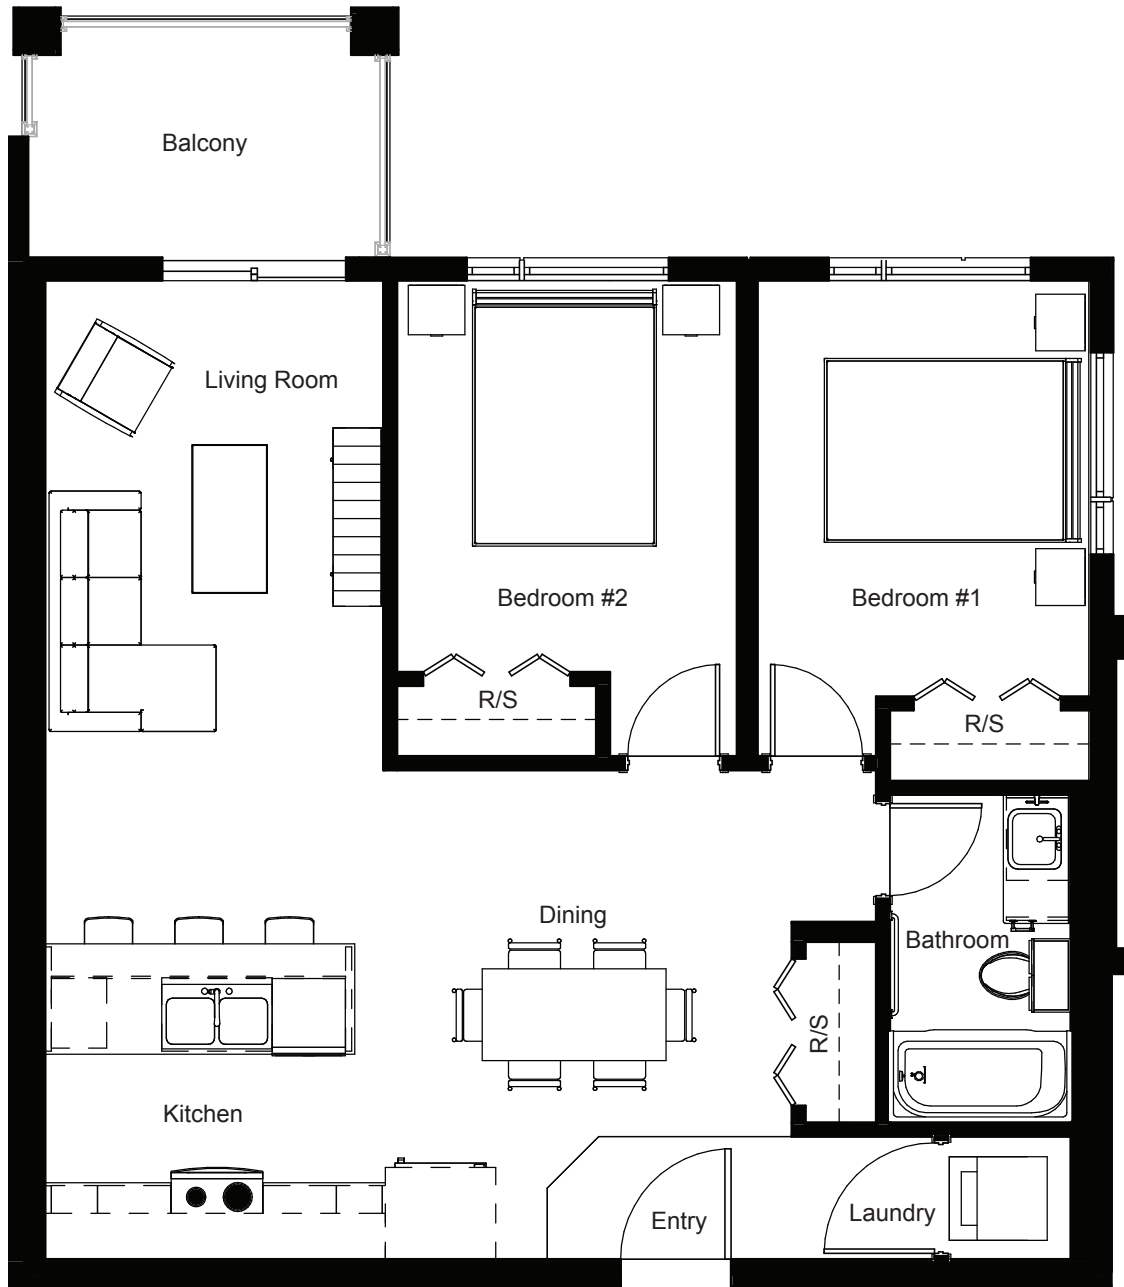 Balcony
Living Room
Bedroom #2
Bedroom #1
R/S
R/S
Dining
Bathroom
R/S
Kitchen
Entry
Laundry